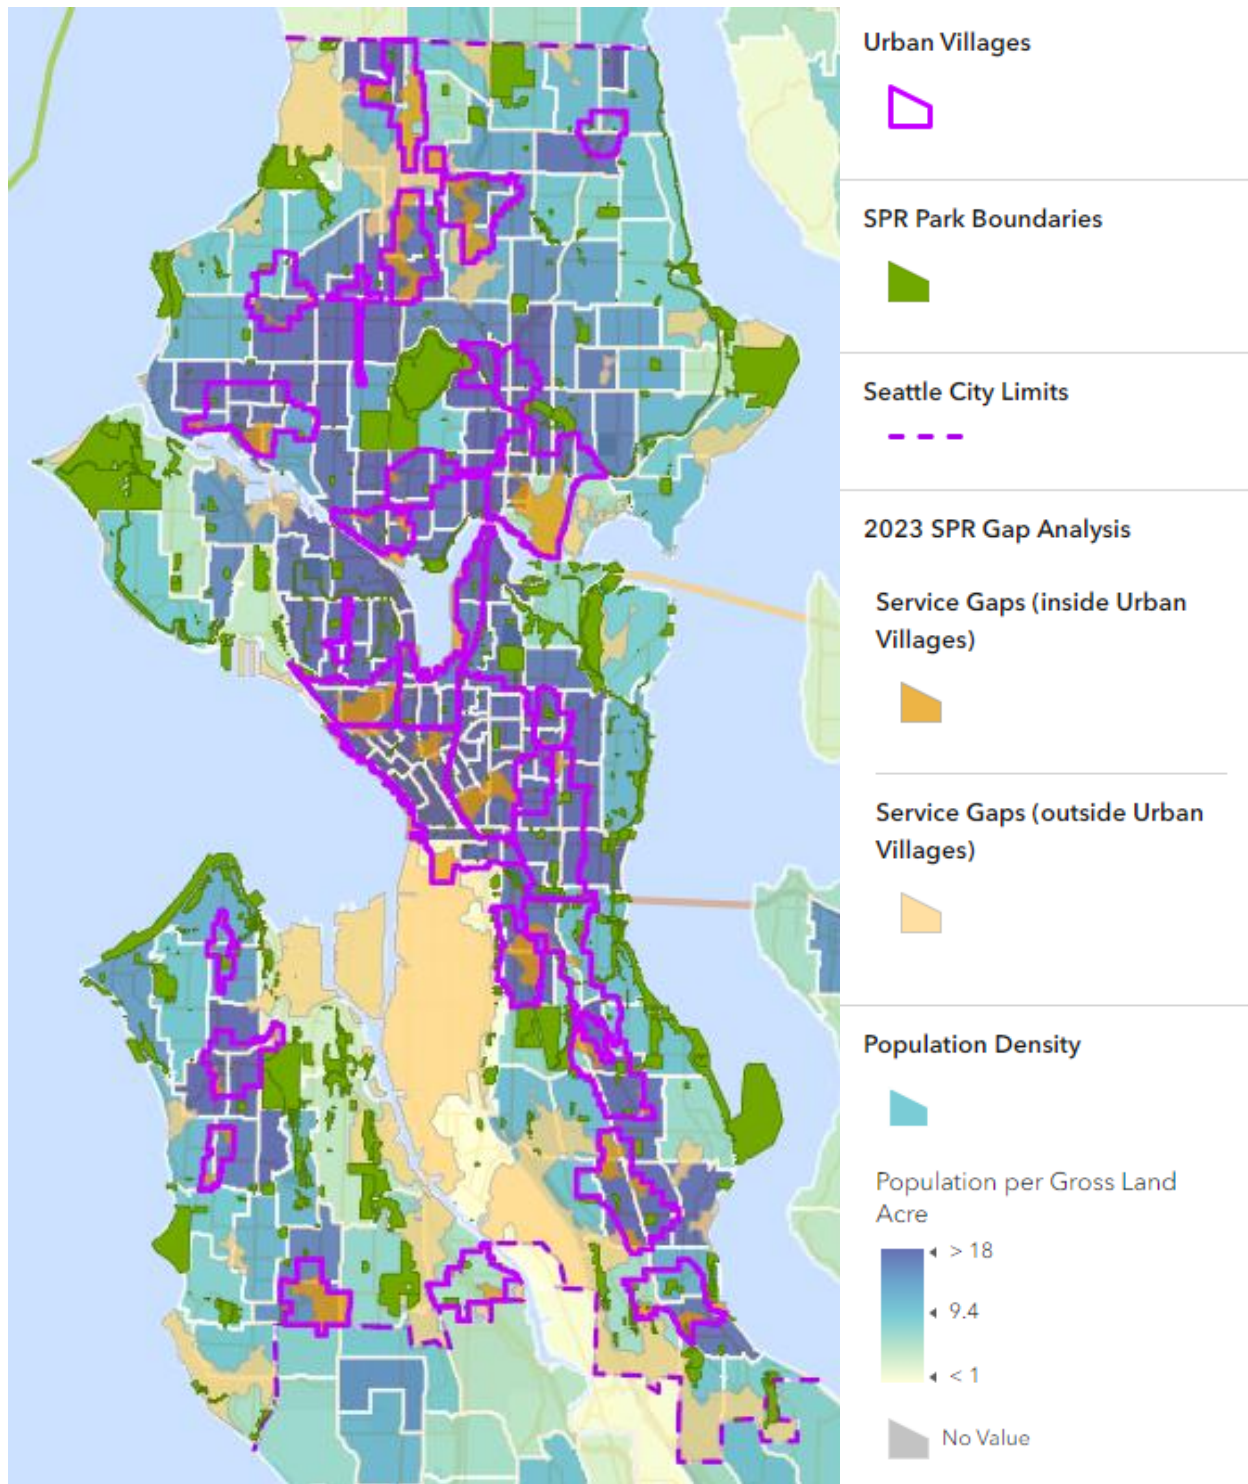 Urban Villages
SPR Park Boundaries
Seattle City Limits
2023 SPR Gap Analysis
Service Gaps (inside Urban
Villages)
Service Gaps (outside Urban
Villages)
Population Density
Population per Gross Land
Acre
> 18
9.4
< 1
No Value